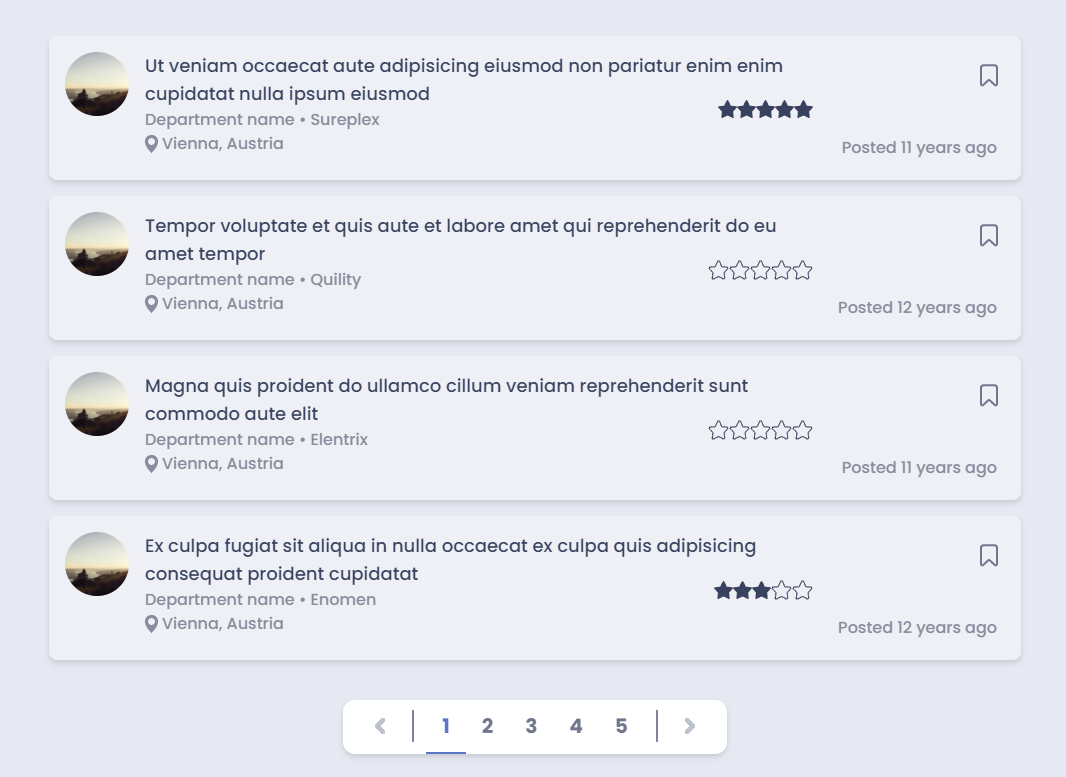 Ut veniam occaecat aute adipisicing eiusmod non pariatur enim enim
cupidatat nulla ipsum eiusmod
Department name • Sureplex
Vienna, Austria
Posted 11 years ago
Tempor voluptate et quis aute et labore amet qui reprehenderit do eu
amet tempor
Department name • Quility
Vienna, Austria
Posted 12 years ago
Magna quis proident do ullamco cillum veniam reprehenderit sunt
commodo aute elit
Department name • Elentrix
Vienna, Austria
Posted 11 years ago
Ex culpa fugiat sit aliqua in nulla occaecat ex culpa quis adipisicing
consequat proident cupidatat
Department name • Enomen
Vienna, Austria
Posted 12 years ago
1 2 3 4 5